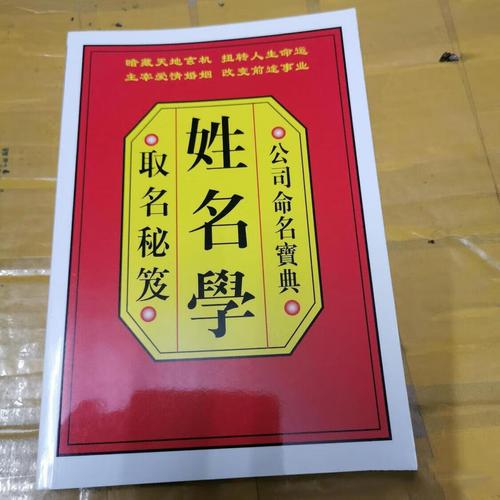 暗藏天地玄机 扭转人生命运
主宰爱情婚姻 改变前途事业
公司命名寶典
姓名學
取名秘笈